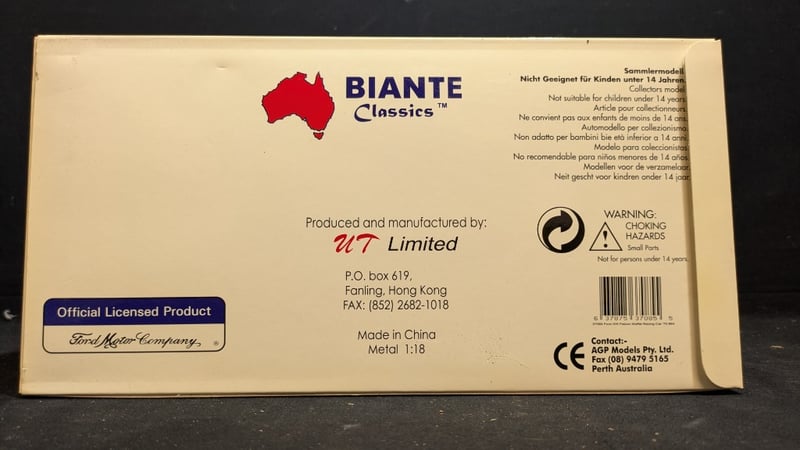 BIANTE
Classics™
Sammlermodell
Nicht Geeignet für Kinden unter 14 Jahren.
Collectors model
Not suitable for children under 14 years
Article pour collectionneurs
Ne convient pas aux enfants de moins de 14 ans
Automodello per collezionismo
Non adatto per bambini bie età inferior a 14 anni
Modelo para coleccionistas
No recomendable para niños menores de 14 años
Modellen voor de verzamelaar
Neit gescht voor kindren onder 14 jaar
Produced and manufactured by:
UT Limited
P.O. box 619,
Fanling, Hong Kong
FAX: (852) 2682-1018
Made in China
Metal 1:18
WARNING:
CHOKING
HAZARDS
Small Parts
Not for persons under 14 years
6 37875 37085 5
Official Licensed Product
Ford Motor Company ®
CE
Contact:-
AGP Models Pty. Ltd.
Fax (08) 9479 5165
Perth Australia